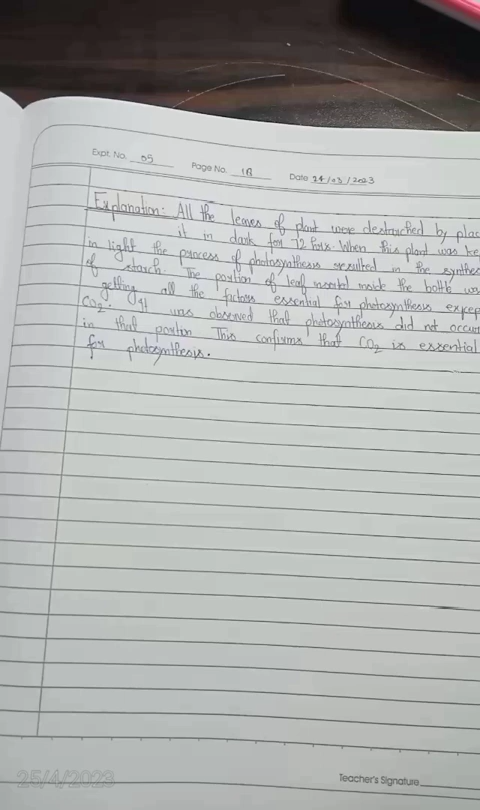 Expt. No. 05 Page No. 18 Date 24/03/2023
Explanation: All the leaves of plant were destarched by plac
it in dark for 72 hours. When this plant was ke
in light the process of photosynthesis resulted in the synthes
of starch. The portion of leaf inserted inside the bottle wa
getting all the factors essential for photosynthesis excep
CO2. It was observed that photosynthesis did not occur
in that portion This confirms that CO2 is essential
for photosynthesis.
25/4/2023
Teacher's Signature